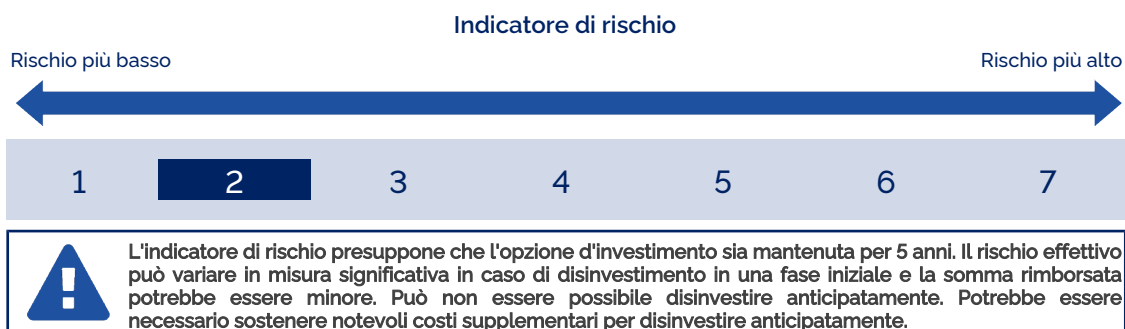 Indicatore di rischio
Rischio più basso
Rischio più alto
1 2 3 4 5 6 7
L'indicatore di rischio presuppone che l'opzione d'investimento sia mantenuta per 5 anni. Il rischio effettivo
può variare in misura significativa in caso di disinvestimento in una fase iniziale e la somma rimborsata
potrebbe essere minore. Può non essere possibile disinvestire anticipatamente. Potrebbe essere
necessario sostenere notevoli costi supplementari per disinvestire anticipatamente.